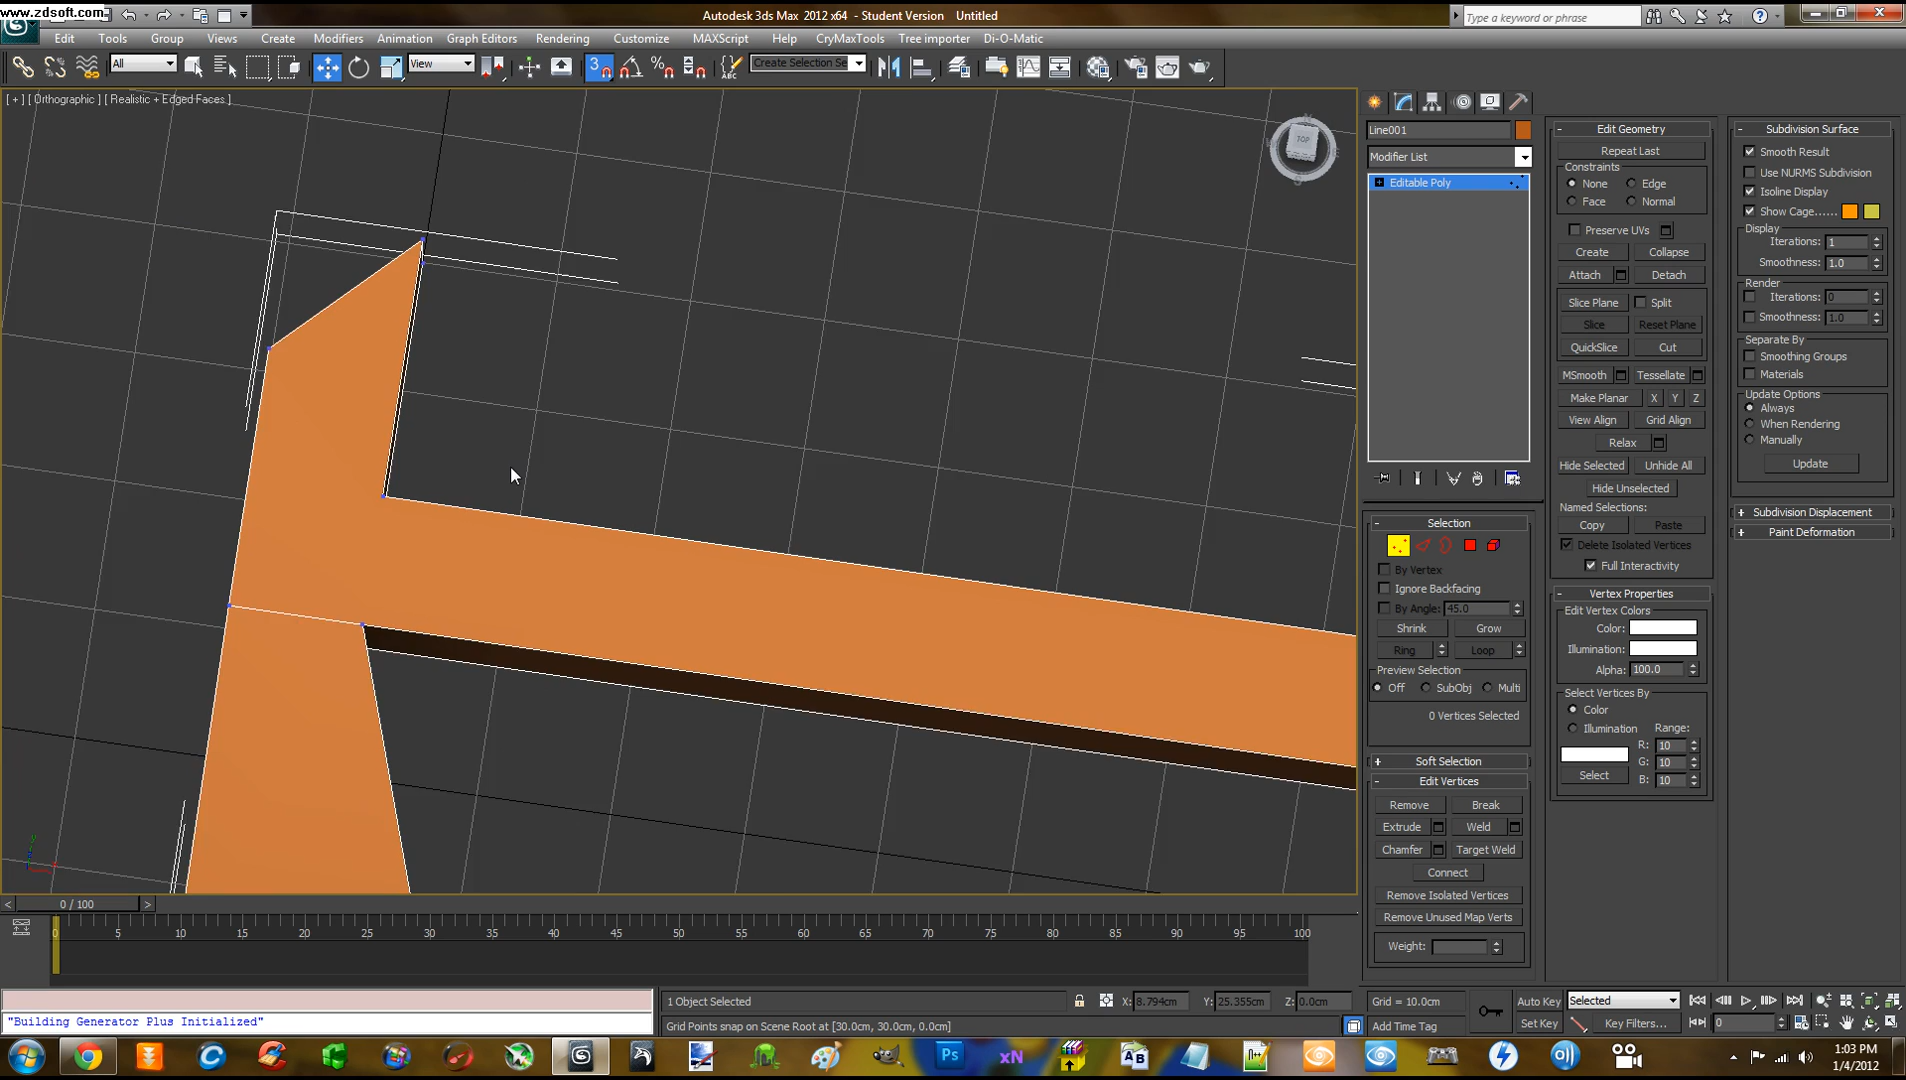 www.zdsoft.com
Autodesk 3ds Max 2012 x64 - Student Version    Untitled
Type a keyword or phrase
Edit Tools Group Views Create Modifiers Animation Graph Editors Rendering Customize MAXScript Help CryMaxTools Tree importer Di-O-Matic
All View 3 Create Selection Se
[ + ] [ Orthographic ] [ Realistic + Edged Faces ]
TOP
Line001
Modifier List
Editable Poly
Selection
By Vertex
Ignore Backfacing
By Angle: 45.0
Shrink Grow
Ring Loop
Preview Selection
Off SubObj Multi
0 Vertices Selected
Soft Selection
Edit Vertices
Remove Break
Extrude Weld
Chamfer Target Weld
Connect
Remove Isolated Vertices
Remove Unused Map Verts
Weight:
Edit Geometry
Repeat Last
Constraints
None Edge
Face Normal
Preserve UVs
Create Collapse
Attach Detach
Slice Plane Split
Slice Reset Plane
QuickSlice Cut
MSmooth Tessellate
Make Planar X Y Z
View Align Grid Align
Relax
Hide Selected Unhide All
Hide Unselected
Named Selections:
Copy Paste
Delete Isolated Vertices
Full Interactivity
Vertex Properties
Edit Vertex Colors
Color:
Illumination:
Alpha: 100.0
Select Vertices By
Color
Illumination Range:
R: 10
G: 10
B: 10
Select
Subdivision Surface
Smooth Result
Use NURMS Subdivision
Isoline Display
Show Cage......
Display
Iterations: 1
Smoothness: 1.0
Render
Iterations: 0
Smoothness: 1.0
Separate By
Smoothing Groups
Materials
Update Options
Always
When Rendering
Manually
Update
Subdivision Displacement
Paint Deformation
< 0 / 100 >
0 5 10 15 20 25 30 35 40 45 50 55 60 65 70 75 80 85 90 95 100
1 Object Selected X: 8.794cm Y: 25.355cm Z: 0.0cm Grid = 10.0cm Auto Key Selected
"Building Generator Plus Initialized" Grid Points snap on Scene Root at [30.0cm, 30.0cm, 0.0cm] Add Time Tag Set Key Key Filters... 0
Ps xN AB
1:03 PM
1/4/2012